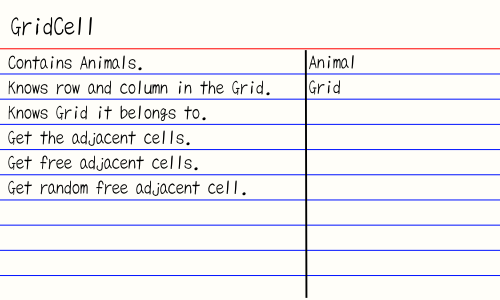 GridCell
Contains Animals. Animal
Knows row and column in the Grid. Grid
Knows Grid it belongs to.
Get the adjacent cells.
Get free adjacent cells.
Get random free adjacent cell.